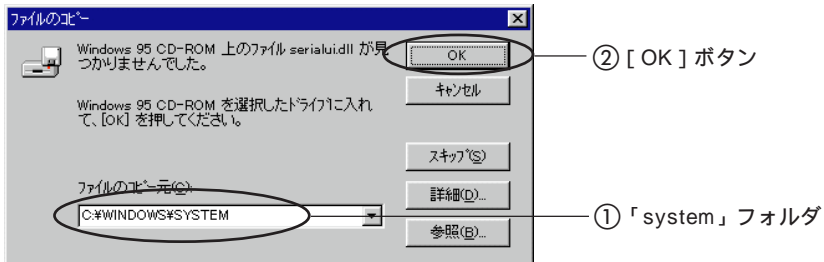 ファイルのコピー
Windows 95 CD-ROM 上のファイル serialui.dll が見
つかりませんでした。
Windows 95 CD-ROM を選択したドライブに入れ
て、[OK] を押してください。
ファイルのコピー元(C):
C:¥WINDOWS¥SYSTEM
OK
キャンセル
スキップ(S)
詳細(D)...
参照(B)...
② [ OK ] ボタン
①「system」フォルダ